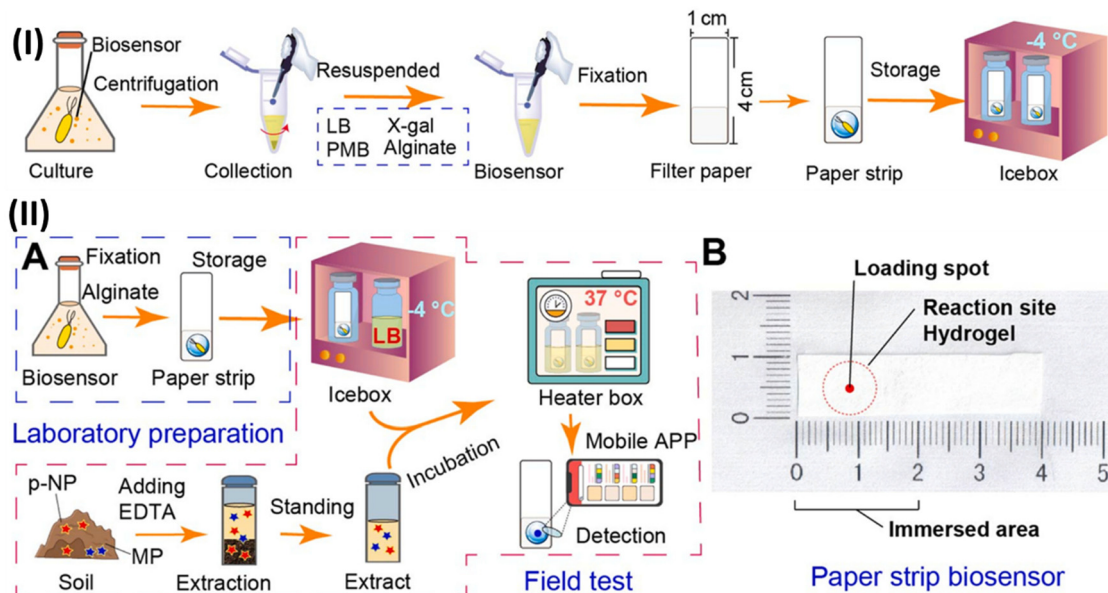 (I)
Biosensor
Centrifugation
Culture
Collection
Resuspended
LB X-gal
PMB Alginate
Biosensor
Fixation
1 cm
4 cm
Filter paper
Storage
Paper strip
-4 °C
Icebox
(II)
A
Fixation
Alginate
Storage
Biosensor
Paper strip
Laboratory preparation
-4 °C
LB
Icebox
37 °C
Heater box
Incubation
Mobile APP
Detection
Field test
p-NP
MP
Soil
Adding
EDTA
Extraction
Standing
Extract
B
Loading spot
Reaction site
Hydrogel
2
1
0
0 1 2 3 4 5
Immersed area
Paper strip biosensor